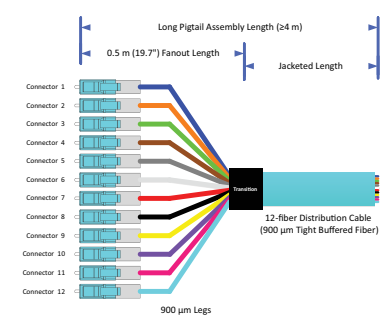 Long Pigtail Assembly Length (≥4 m)
0.5 m (19.7") Fanout Length
Jacketed Length
Connector 1
Connector 2
Connector 3
Connector 4
Connector 5
Connector 6
Connector 7
Connector 8
Connector 9
Connector 10
Connector 11
Connector 12
Transition
12-fiber Distribution Cable
(900 µm Tight Buffered Fiber)
900 µm Legs